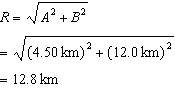 R = √(A² + B²)
= √((4.50 km)² + (12.0 km)²)
= 12.8 km